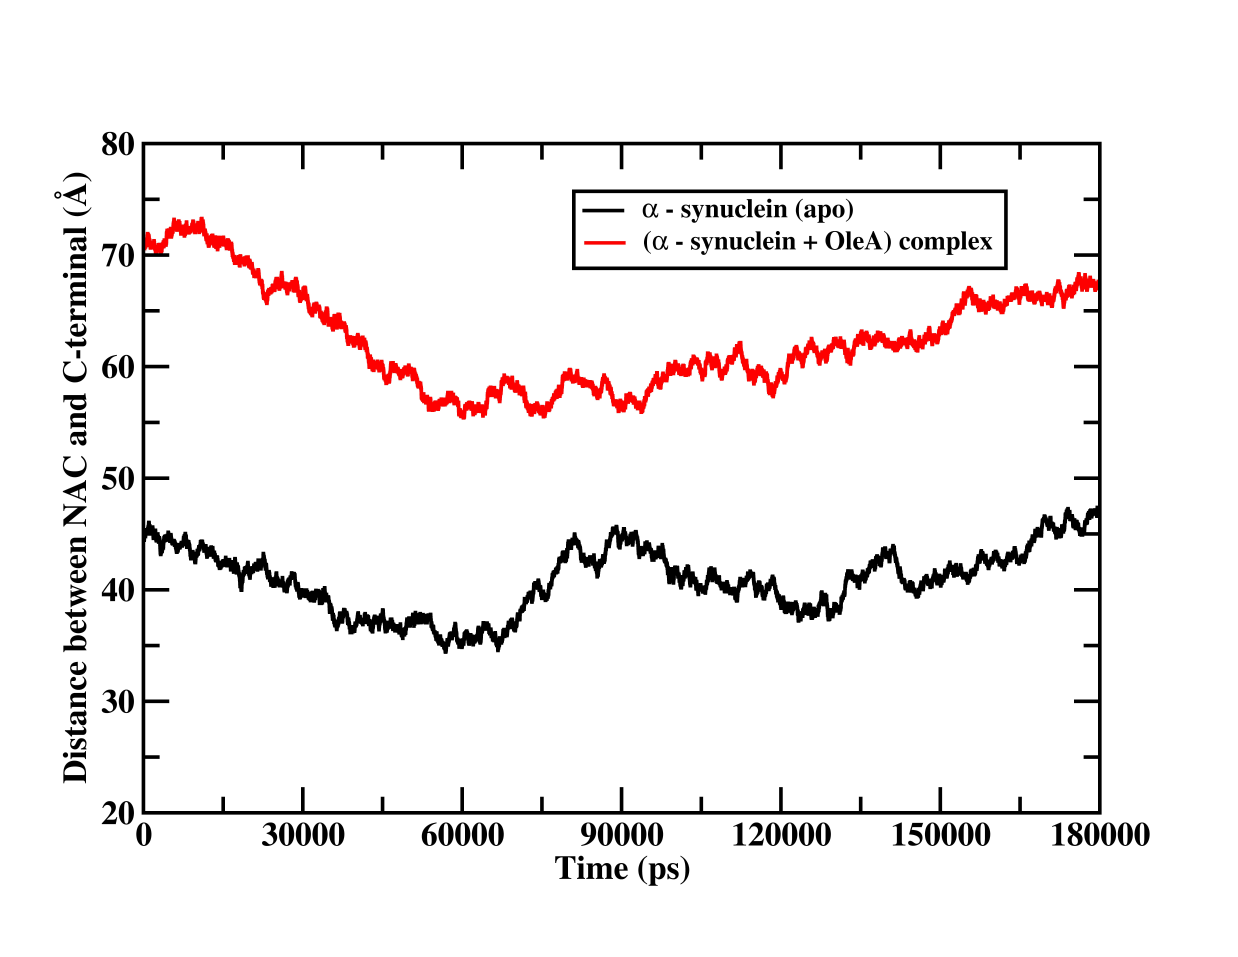 80
70
60
50
40
30
20
0 30000 60000 90000 120000 150000 180000
Time (ps)
Distance between NAC and C-terminal (Å)
α - synuclein (apo)
(α - synuclein + OleA) complex